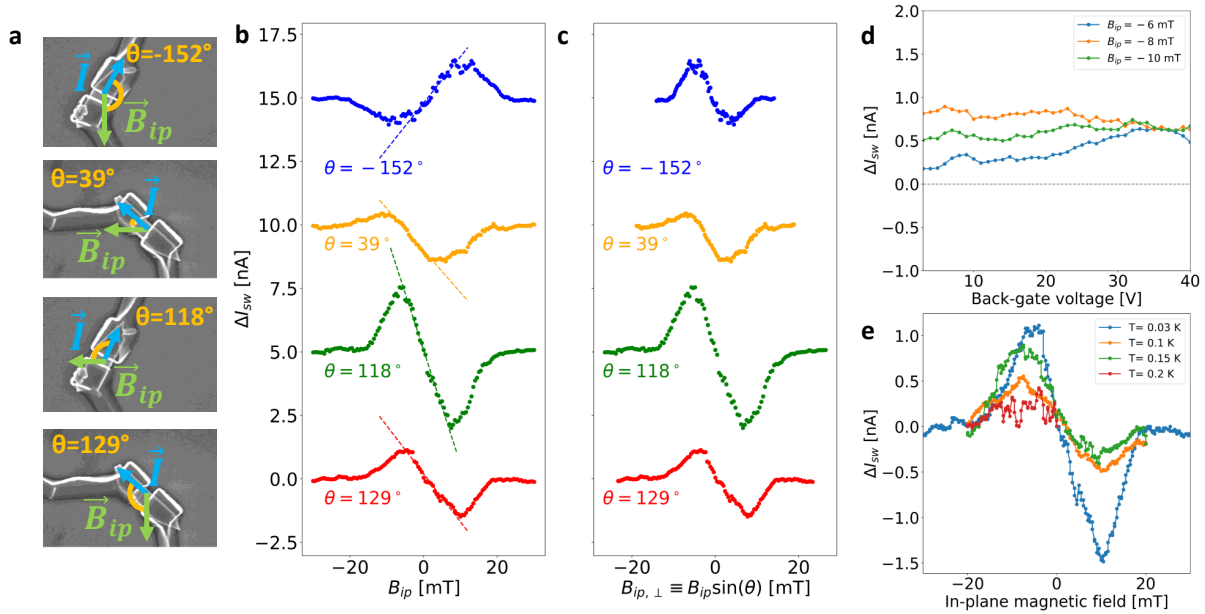 a
θ=-152°
I
B_ip
θ=39°
I
B_ip
I
θ=118°
B_ip
θ=129°
I
B_ip
b
17.5
15.0
12.5
10.0
7.5
5.0
2.5
0.0
−2.5
ΔI_sw [nA]
θ = − 152°
θ = 39°
θ = 118°
θ = 129°
−20 0 20
B_ip [mT]
c
θ = − 152°
θ = 39°
θ = 118°
θ = 129°
−20 0 20
B_ip, ⊥ ≡ B_ip sin(θ) [mT]
d
2.0
1.5
1.0
0.5
0.0
−0.5
−1.0
ΔI_sw [nA]
B_ip = − 6 mT
B_ip = − 8 mT
B_ip = − 10 mT
10 20 30 40
Back-gate voltage [V]
e
1.0
0.5
0.0
−0.5
−1.0
−1.5
ΔI_sw [nA]
T= 0.03 K
T= 0.1 K
T= 0.15 K
T= 0.2 K
−20 0 20
In-plane magnetic field [mT]